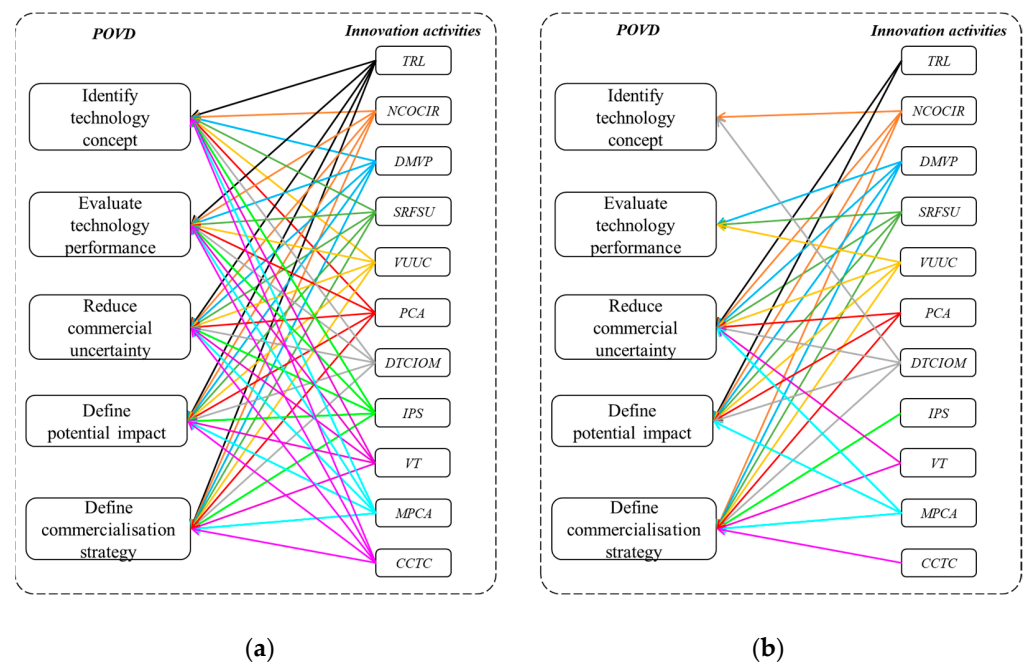 POVD
Innovation activities
Identify
technology
concept
Evaluate
technology
performance
Reduce
commercial
uncertainty
Define
potential impact
Define
commercialisation
strategy
TRL
NCOCIR
DMVP
SRFSU
VUUC
PCA
DTCIOM
IPS
VT
MPCA
CCTC
(a)
POVD
Innovation activities
Identify
technology
concept
Evaluate
technology
performance
Reduce
commercial
uncertainty
Define
potential impact
Define
commercialisation
strategy
TRL
NCOCIR
DMVP
SRFSU
VUUC
PCA
DTCIOM
IPS
VT
MPCA
CCTC
(b)